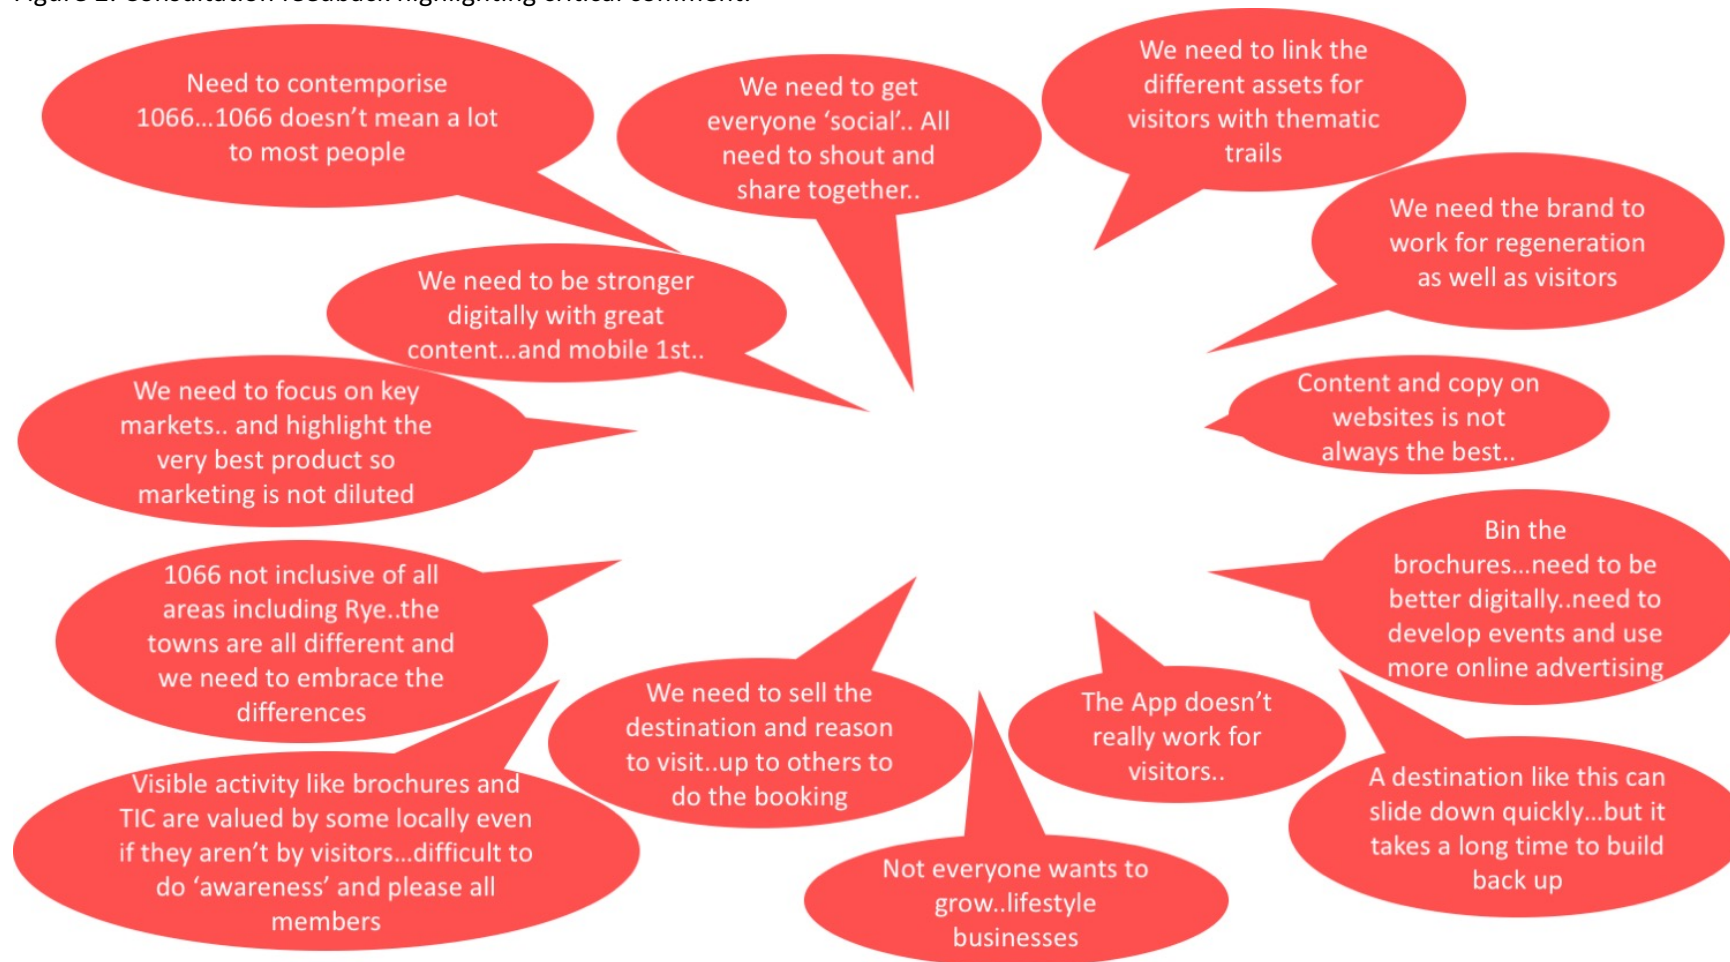 Figure 2: Consultation feedback highlighting critical comment.
Need to contemporise
1066...1066 doesn’t mean a lot
to most people
We need to get
everyone ‘social’.. All
need to shout and
share together..
We need to link the
different assets for
visitors with thematic
trails
We need the brand to
work for regeneration
as well as visitors
We need to be stronger
digitally with great
content...and mobile 1st..
We need to focus on key
markets.. and highlight the
very best product so
marketing is not diluted
Content and copy on
websites is not
always the best..
Bin the
brochures...need to be
better digitally..need to
develop events and use
more online advertising
1066 not inclusive of all
areas including Rye..the
towns are all different and
we need to embrace the
differences
We need to sell the
destination and reason
to visit..up to others to
do the booking
The App doesn’t
really work for
visitors..
A destination like this can
slide down quickly...but it
takes a long time to build
back up
Visible activity like brochures and
TIC are valued by some locally even
if they aren’t by visitors...difficult to
do ‘awareness’ and please all
members
Not everyone wants to
grow..lifestyle
businesses